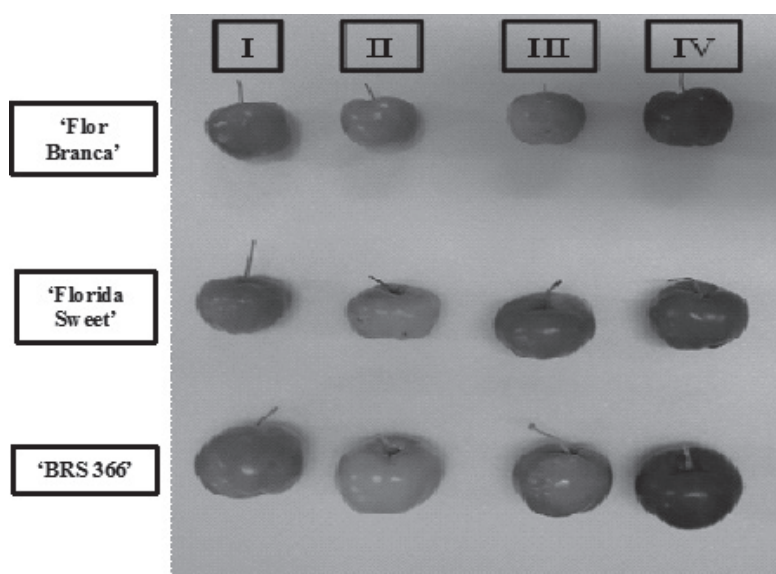 I II III IV
‘Flor
Branca’
‘Florida
Sweet’
‘BRS 366’